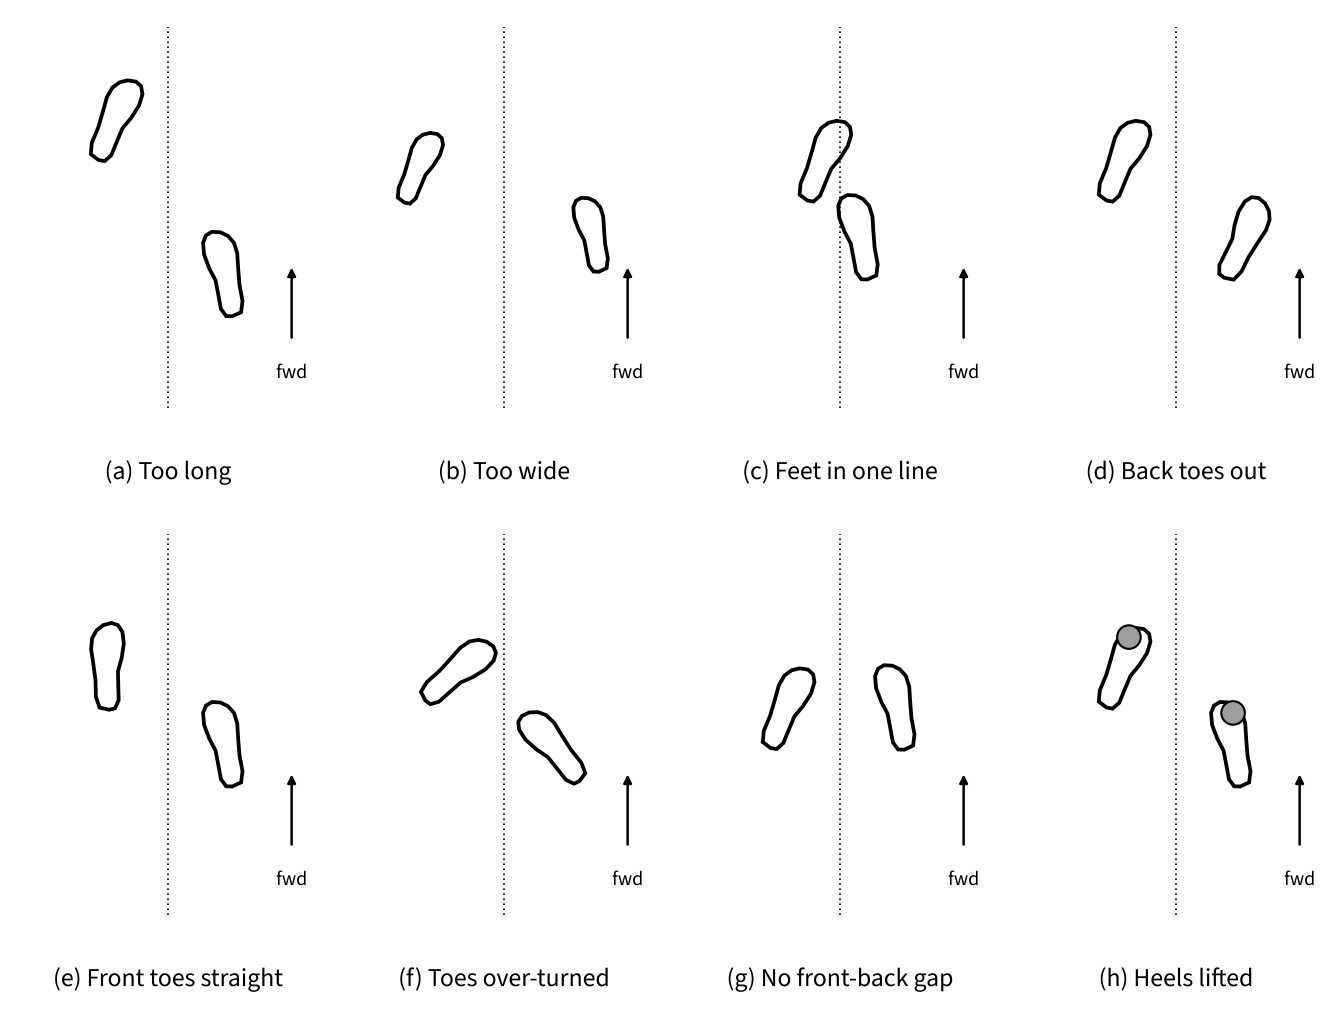 fwd
fwd
fwd
fwd
(a) Too long
(b) Too wide
(c) Feet in one line
(d) Back toes out
fwd
fwd
fwd
fwd
(e) Front toes straight
(f) Toes over-turned
(g) No front-back gap
(h) Heels lifted